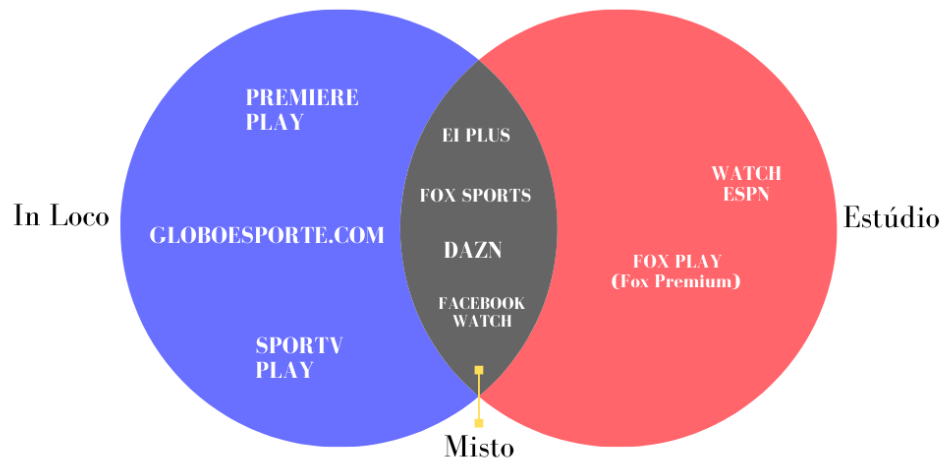 PREMIERE
PLAY
EI PLUS
WATCH
ESPN
FOX SPORTS
In Loco
GLOBOESPORTE.COM
DAZN
Estúdio
FOX PLAY
(Fox Premium)
FACEBOOK
WATCH
SPORTV
PLAY
Misto